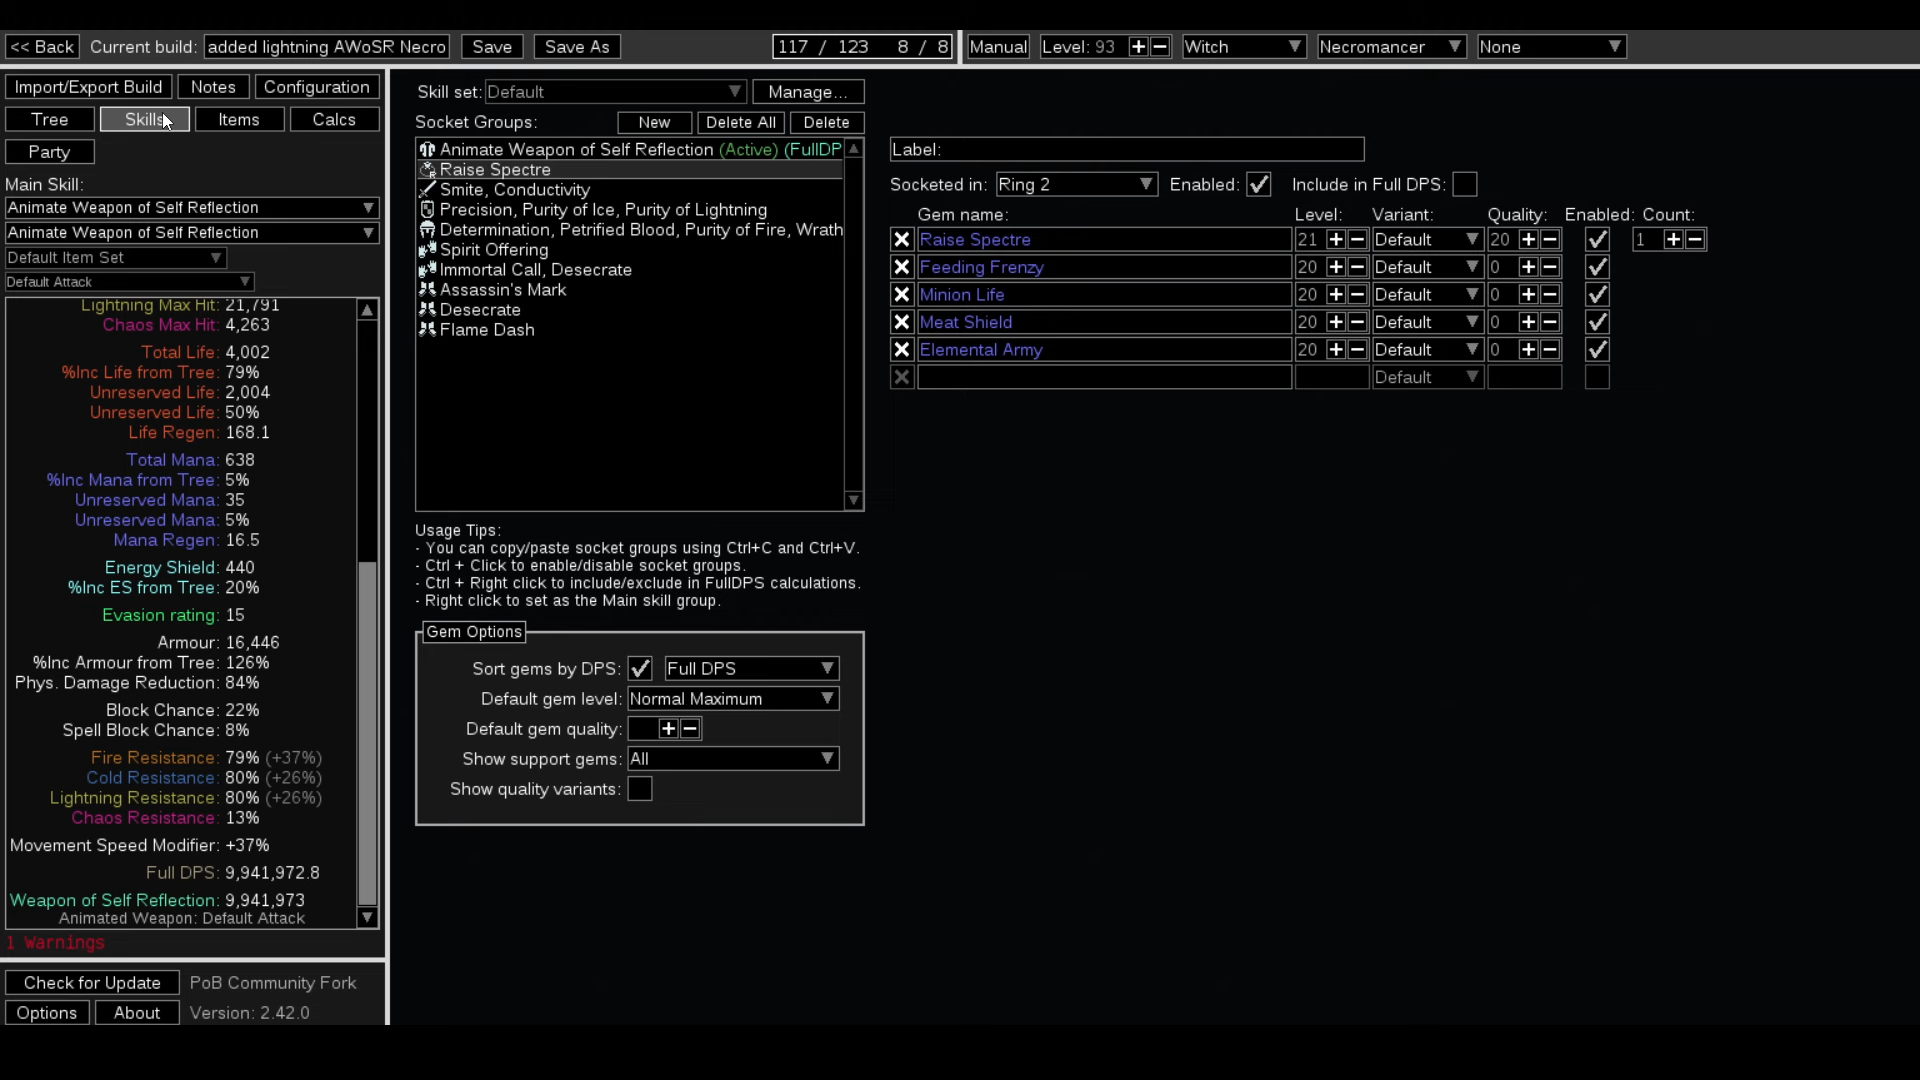 << Back Current build: added lightning AWoSR Necro Save Save As 117 / 123 8 / 8 Manual Level: 93 + - Witch Necromancer None
Import/Export Build Notes Configuration
Tree Skills Items Calcs
Party
Main Skill:
Animate Weapon of Self Reflection
Animate Weapon of Self Reflection
Default Item Set
Default Attack
Lightning Max Hit: 21,791
Chaos Max Hit: 4,263
Total Life: 4,002
%Inc Life from Tree: 79%
Unreserved Life: 2,004
Unreserved Life: 50%
Life Regen: 168.1
Total Mana: 638
%Inc Mana from Tree: 5%
Unreserved Mana: 35
Unreserved Mana: 5%
Mana Regen: 16.5
Energy Shield: 440
%Inc ES from Tree: 20%
Evasion rating: 15
Armour: 16,446
%Inc Armour from Tree: 126%
Phys. Damage Reduction: 84%
Block Chance: 22%
Spell Block Chance: 8%
Fire Resistance: 79% (+37%)
Cold Resistance: 80% (+26%)
Lightning Resistance: 80% (+26%)
Chaos Resistance: 13%
Movement Speed Modifier: +37%
Full DPS: 9,941,972.8
Weapon of Self Reflection: 9,941,973
Animated Weapon: Default Attack
1 Warnings
Check for Update PoB Community Fork
Options About Version: 2.42.0
Skill set: Default Manage...
Socket Groups: New Delete All Delete
Animate Weapon of Self Reflection (Active) (FullDP
Raise Spectre
Smite, Conductivity
Precision, Purity of Ice, Purity of Lightning
Determination, Petrified Blood, Purity of Fire, Wrath
Spirit Offering
Immortal Call, Desecrate
Assassin's Mark
Desecrate
Flame Dash
Usage Tips:
- You can copy/paste socket groups using Ctrl+C and Ctrl+V.
- Ctrl + Click to enable/disable socket groups.
- Ctrl + Right click to include/exclude in FullDPS calculations.
- Right click to set as the Main skill group.
Gem Options
Sort gems by DPS: Full DPS
Default gem level: Normal Maximum
Default gem quality: + -
Show support gems: All
Show quality variants:
Label:
Socketed in: Ring 2 Enabled: Include in Full DPS:
Gem name: Level: Variant: Quality: Enabled: Count:
Raise Spectre 21 + - Default 20 + - 1 + -
Feeding Frenzy 20 + - Default 0 + -
Minion Life 20 + - Default 0 + -
Meat Shield 20 + - Default 0 + -
Elemental Army 20 + - Default 0 + -
Default